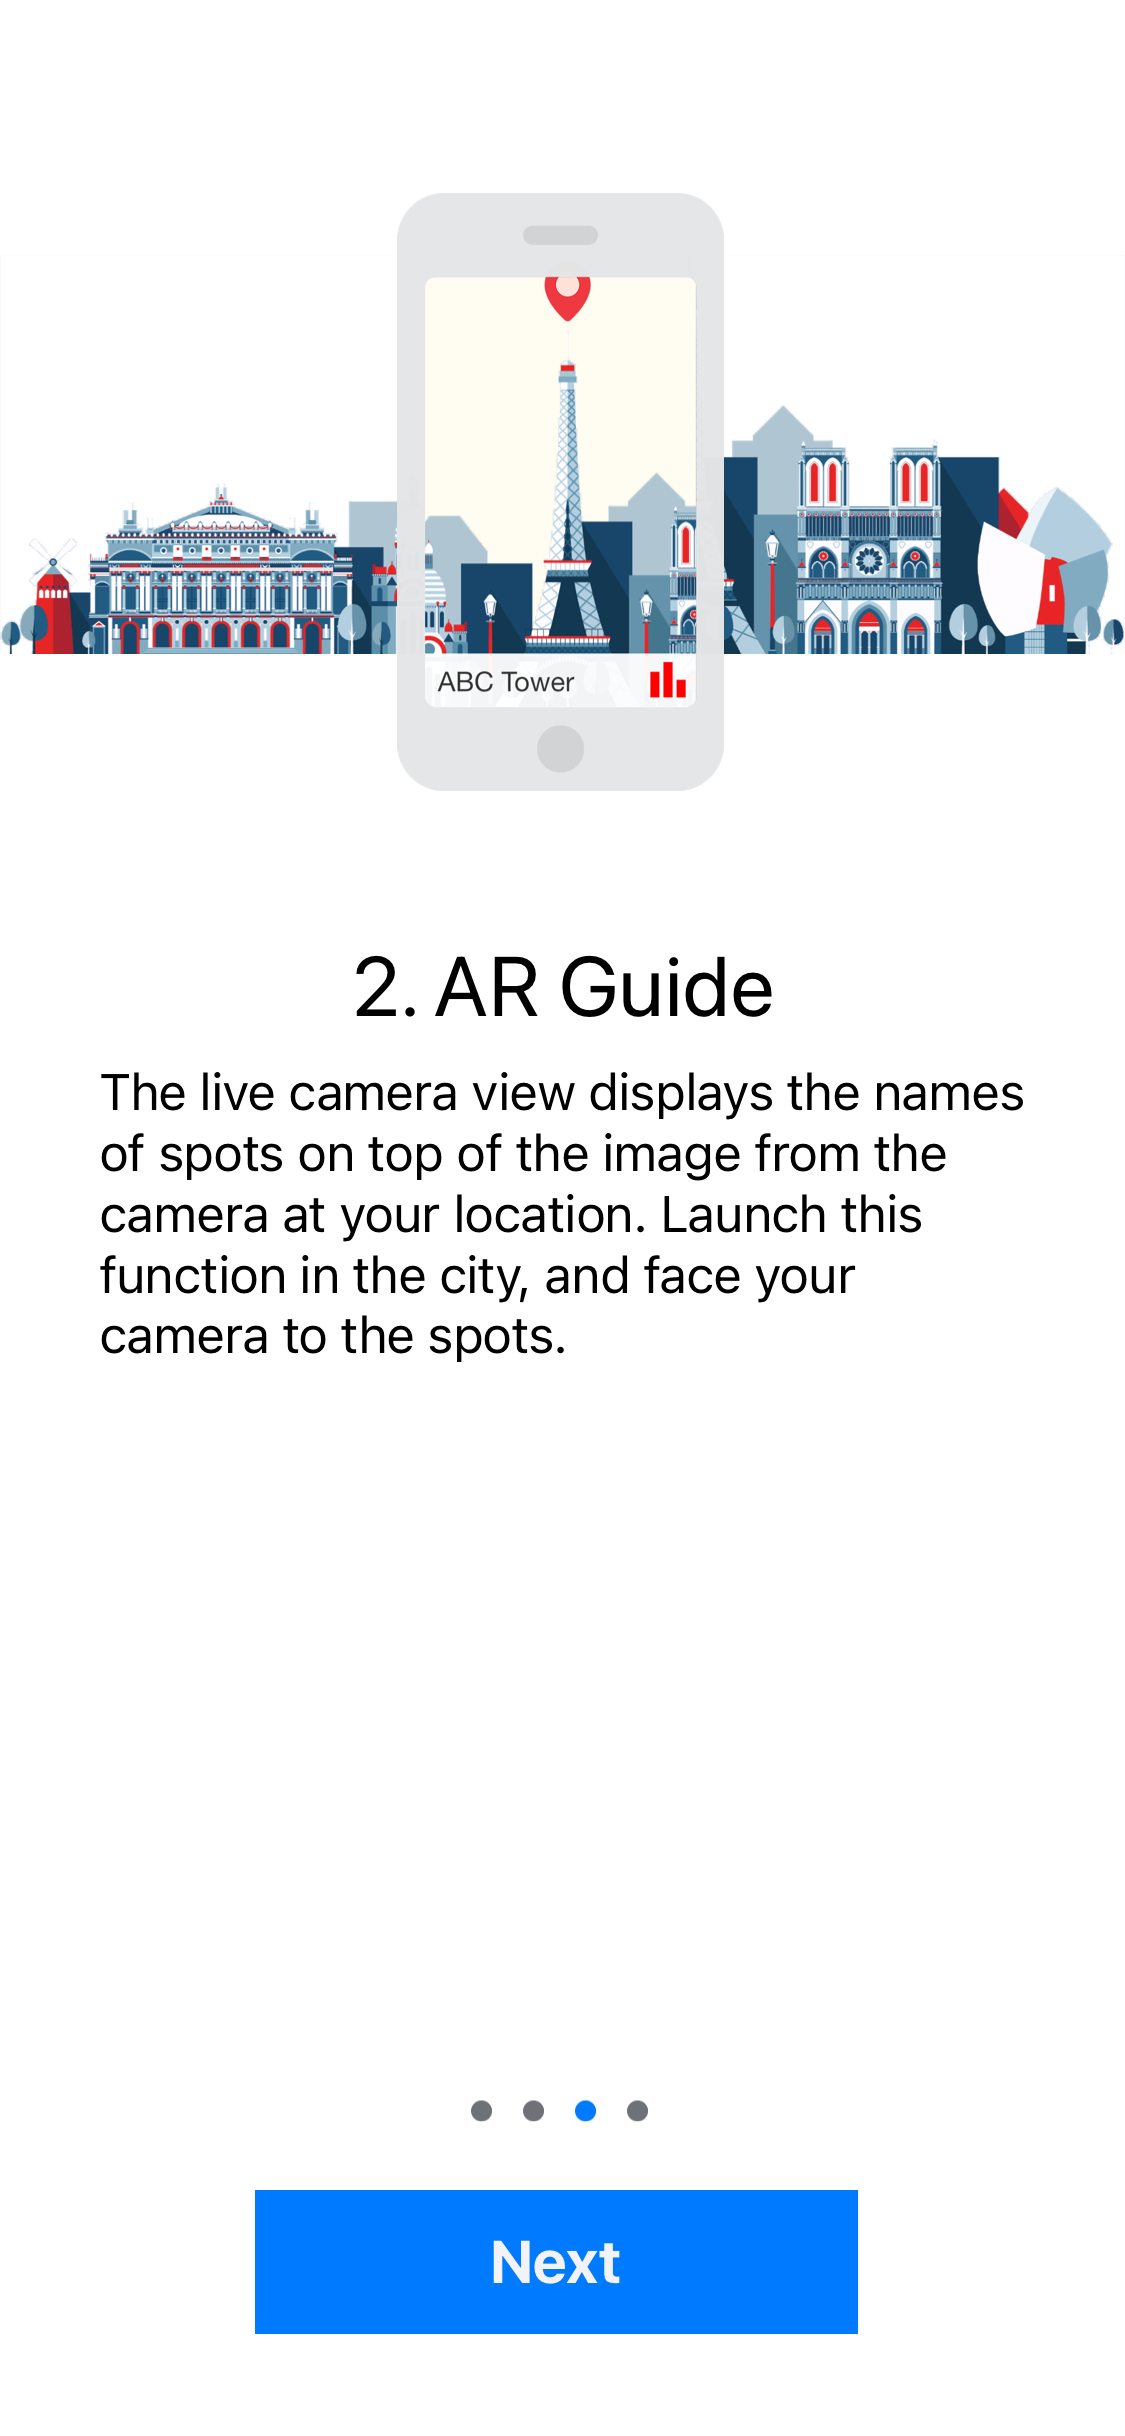 ABC Tower
2. AR Guide
The live camera view displays the names
of spots on top of the image from the
camera at your location. Launch this
function in the city, and face your
camera to the spots.
Next